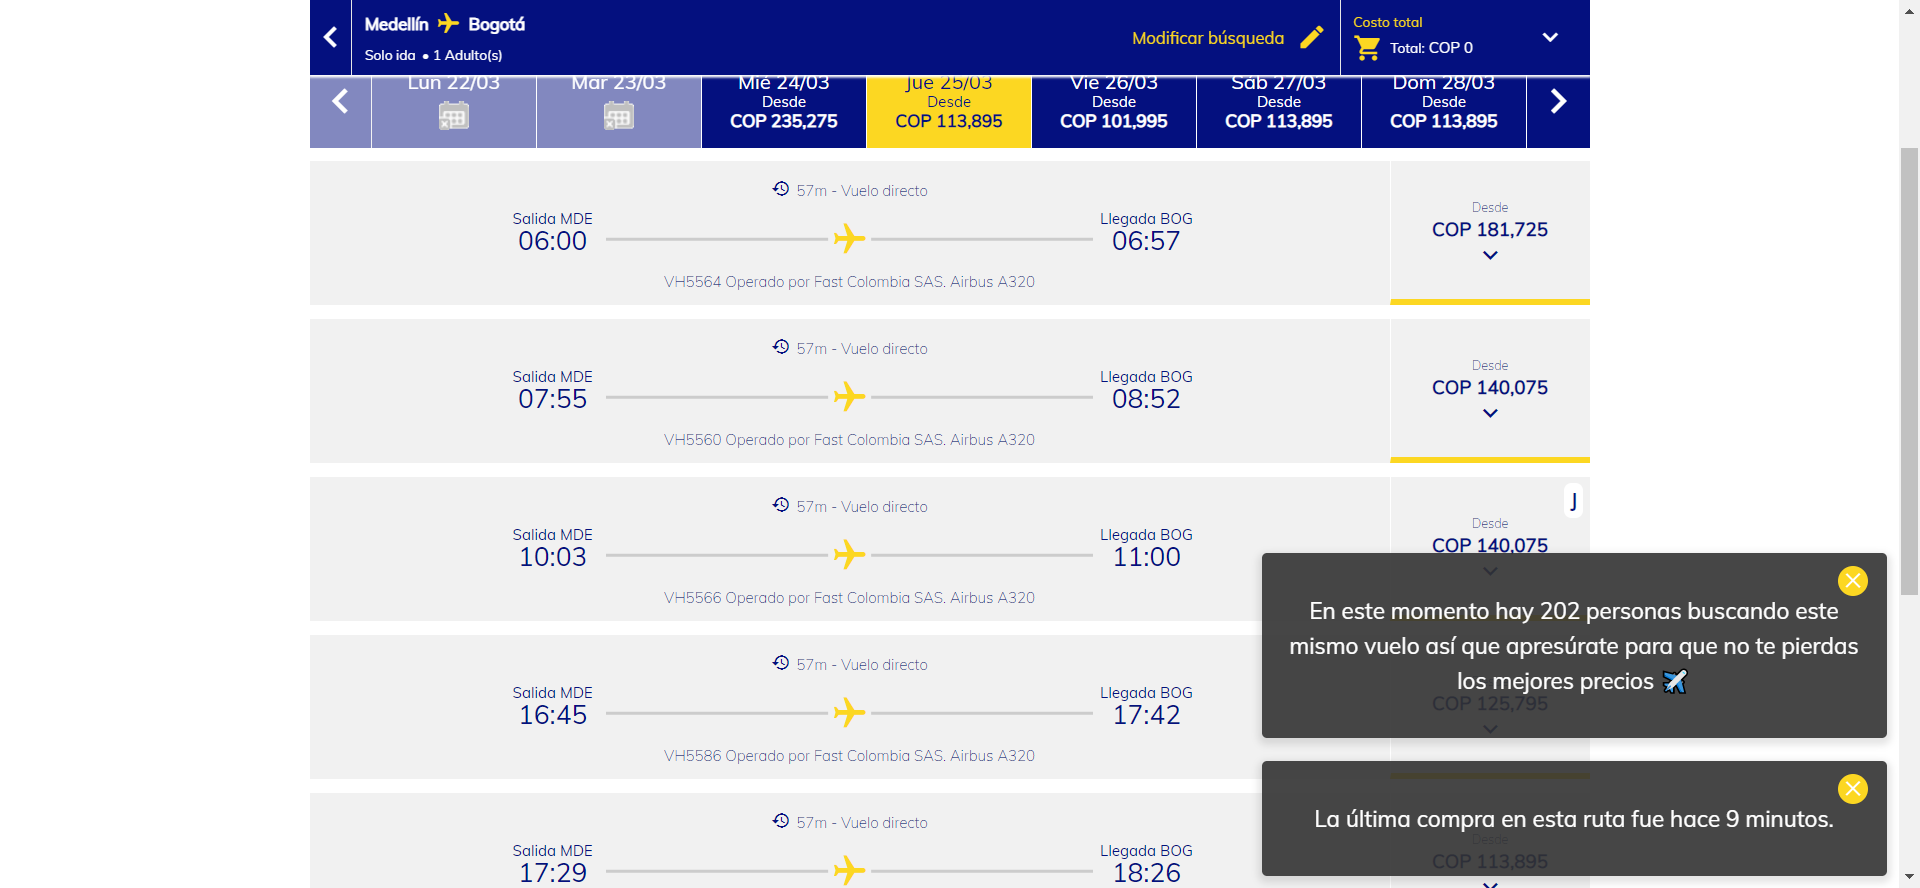 Medellín Bogotá
Solo ida • 1 Adulto(s)
Modificar búsqueda
Costo total
Total: COP 0
Lun 22/03
Mar 23/03
Mié 24/03
Desde
COP 235,275
Jue 25/03
Desde
COP 113,895
Vie 26/03
Desde
COP 101,995
Sáb 27/03
Desde
COP 113,895
Dom 28/03
Desde
COP 113,895
57m - Vuelo directo
Salida MDE
06:00
Llegada BOG
06:57
VH5564 Operado por Fast Colombia SAS. Airbus A320
Desde
COP 181,725
57m - Vuelo directo
Salida MDE
07:55
Llegada BOG
08:52
VH5560 Operado por Fast Colombia SAS. Airbus A320
Desde
COP 140,075
57m - Vuelo directo
Salida MDE
10:03
Llegada BOG
11:00
VH5566 Operado por Fast Colombia SAS. Airbus A320
J
Desde
COP 140,075
57m - Vuelo directo
Salida MDE
16:45
Llegada BOG
17:42
VH5586 Operado por Fast Colombia SAS. Airbus A320
COP 125,795
57m - Vuelo directo
Salida MDE
17:29
Llegada BOG
18:26
Desde
COP 113,895
En este momento hay 202 personas buscando este
mismo vuelo así que apresúrate para que no te pierdas
los mejores precios ✈️
La última compra en esta ruta fue hace 9 minutos.